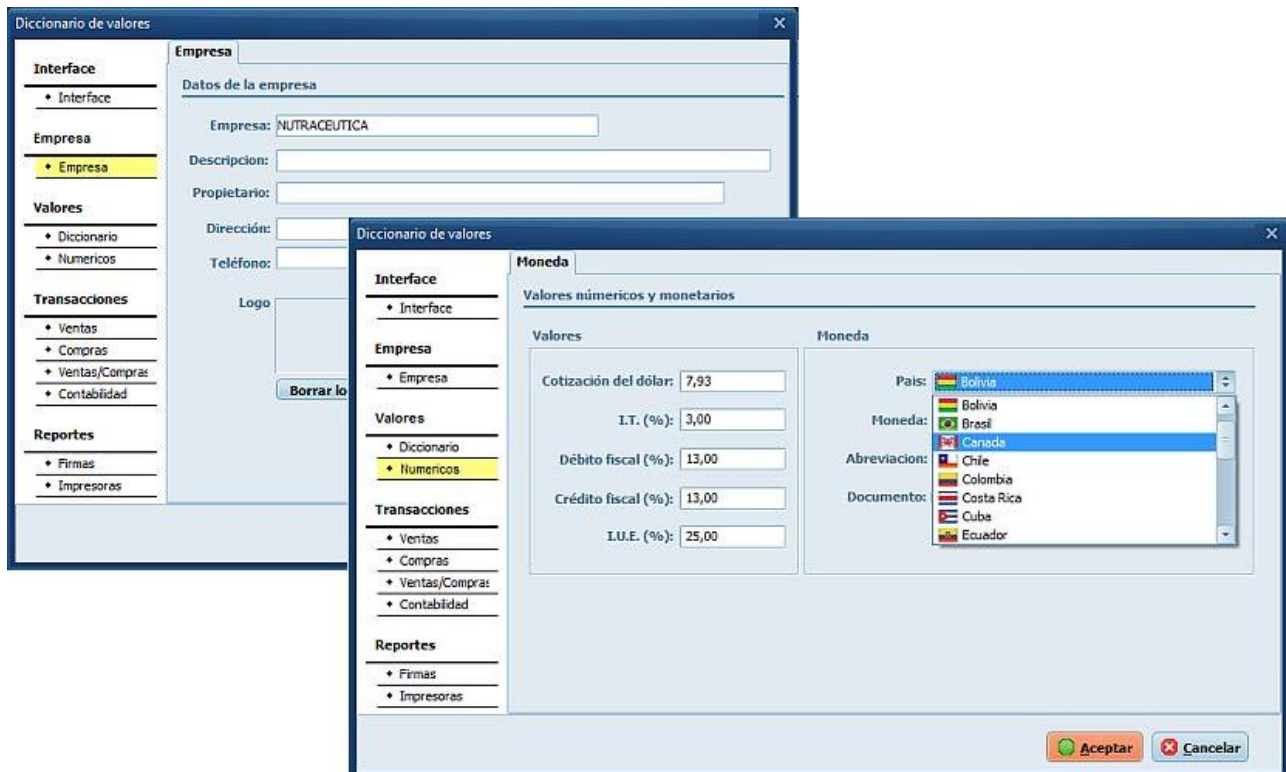 Diccionario de valores
Interface
Interface
Empresa
Empresa
Valores
Diccionario
Numericos
Transacciones
Ventas
Compras
Ventas/Compras
Contabilidad
Reportes
Firmas
Impresoras
Empresa
Datos de la empresa
Empresa: NUTRACEUTICA
Descripcion:
Propietario:
Dirección:
Teléfono:
Logo
Borrar lo
Diccionario de valores
Interface
Interface
Empresa
Empresa
Valores
Diccionario
Numericos
Transacciones
Ventas
Compras
Ventas/Compras
Contabilidad
Reportes
Firmas
Impresoras
Moneda
Valores númericos y monetarios
Valores
Cotización del dólar: 7,93
I.T. (%): 3,00
Débito fiscal (%): 13,00
Crédito fiscal (%): 13,00
I.U.E. (%): 25,00
Moneda
Pais: Bolivia
Moneda:
Abreviacion:
Documento:
Bolivia
Brasil
Canada
Chile
Colombia
Costa Rica
Cuba
Ecuador
Aceptar
Cancelar